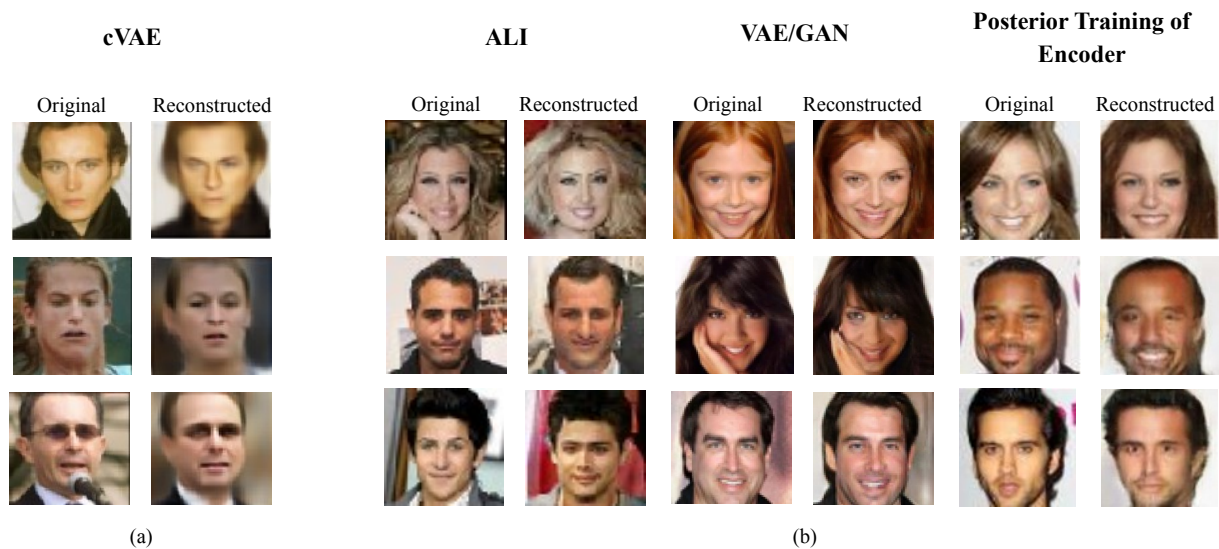 cVAE
ALI
VAE/GAN
Posterior Training of
Encoder
Original Reconstructed
Original Reconstructed
Original Reconstructed
Original Reconstructed
(a)
(b)